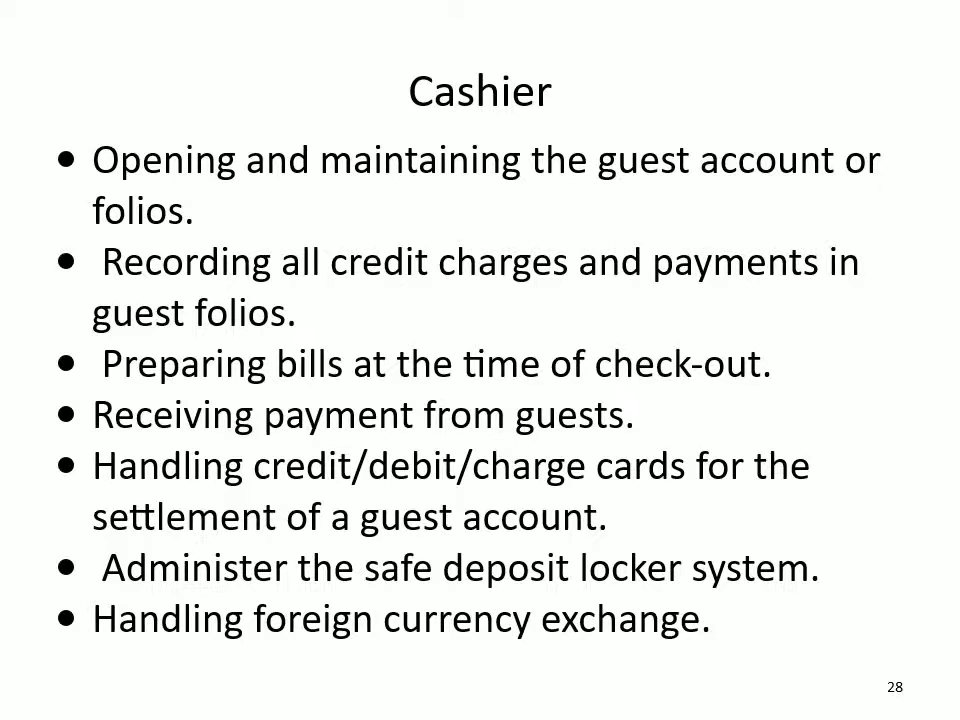 Cashier
• Opening and maintaining the guest account or
folios.
• Recording all credit charges and payments in
guest folios.
• Preparing bills at the time of check-out.
• Receiving payment from guests.
• Handling credit/debit/charge cards for the
settlement of a guest account.
• Administer the safe deposit locker system.
• Handling foreign currency exchange.
28